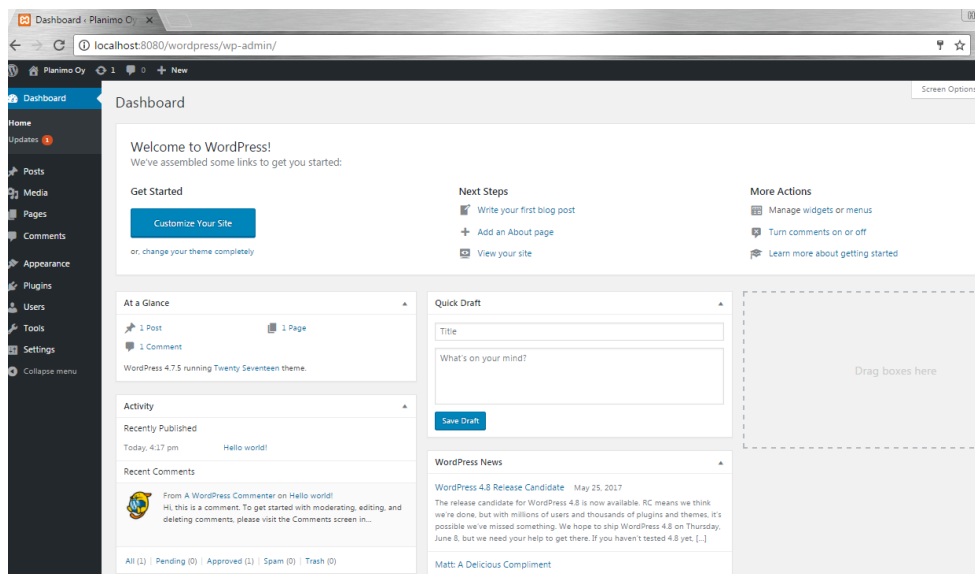 Dashboard ‹ Planimo Oy
localhost:8080/wordpress/wp-admin/
Planimo Oy 1 0 + New
Dashboard
Home
Updates 1
Posts
Media
Pages
Comments
Appearance
Plugins
Users
Tools
Settings
Collapse menu
Screen Options
Dashboard
Welcome to WordPress!
We've assembled some links to get you started:
Get Started
Customize Your Site
or, change your theme completely
Next Steps
Write your first blog post
Add an About page
View your site
More Actions
Manage widgets or menus
Turn comments on or off
Learn more about getting started
At a Glance
1 Post 1 Page
1 Comment
WordPress 4.7.5 running Twenty Seventeen theme.
Activity
Recently Published
Today, 4:17 pm Hello world!
Recent Comments
From A WordPress Commenter on Hello world!
Hi, this is a comment. To get started with moderating, editing, and
deleting comments, please visit the Comments screen in...
All (1) | Pending (0) | Approved (1) | Spam (0) | Trash (0)
Quick Draft
Title
What's on your mind?
Save Draft
WordPress News
WordPress 4.8 Release Candidate May 25, 2017
The release candidate for WordPress 4.8 is now available. RC means we think
we're done, but with millions of users and thousands of plugins and themes, it's
possible we've missed something. We hope to ship WordPress 4.8 on Thursday,
June 8, but we need your help to get there. If you haven't tested 4.8 yet, [...]
Matt: A Delicious Compliment
Drag boxes here